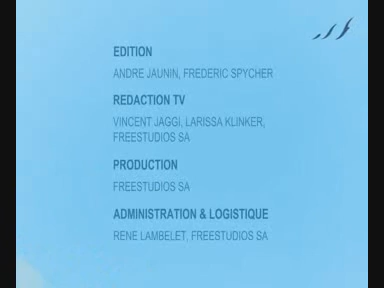 EDITION
ANDRE JAUNIN, FREDERIC SPYCHER
REDACTION TV
VINCENT JAGGI, LARISSA KLINKER,
FREESTUDIOS SA
PRODUCTION
FREESTUDIOS SA
ADMINISTRATION & LOGISTIQUE
RENE LAMBELET, FREESTUDIOS SA